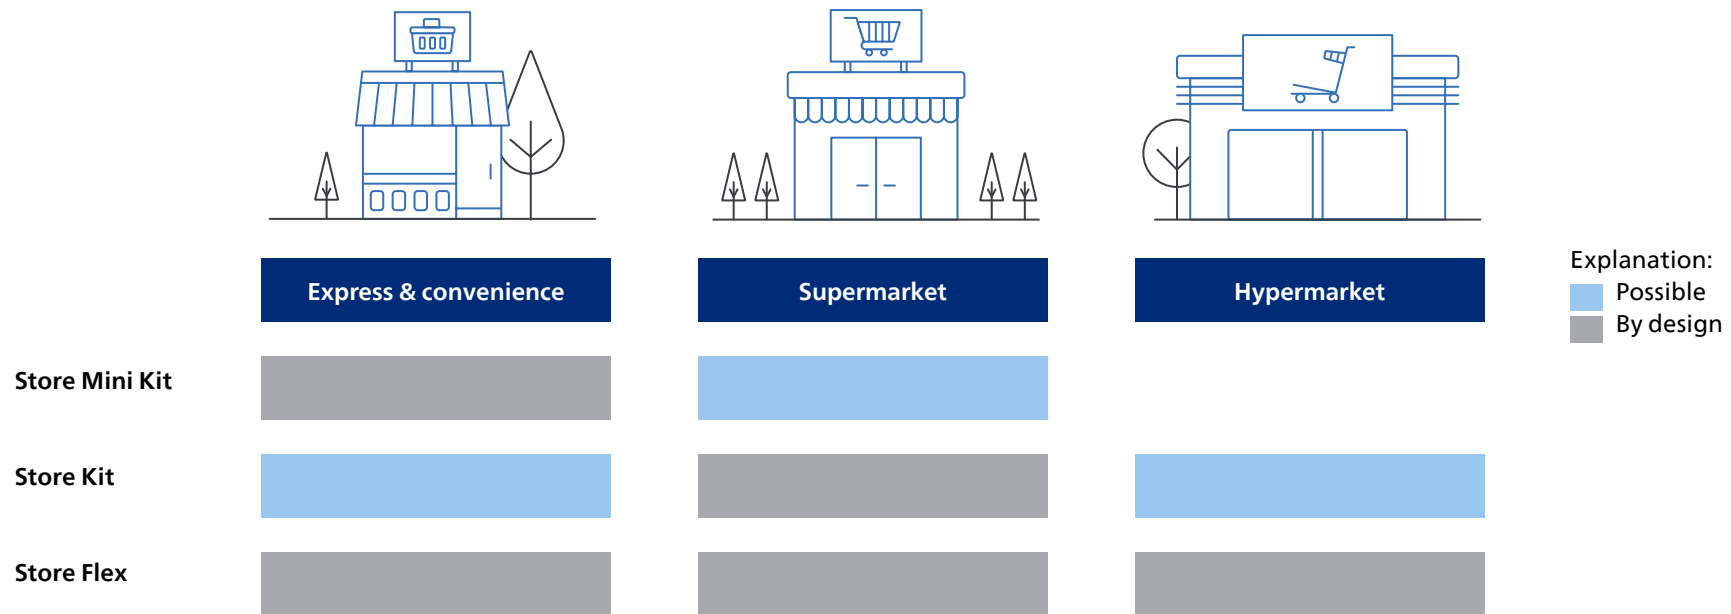 Express & convenience
Supermarket
Hypermarket
Explanation:
Possible
By design
Store Mini Kit
Store Kit
Store Flex